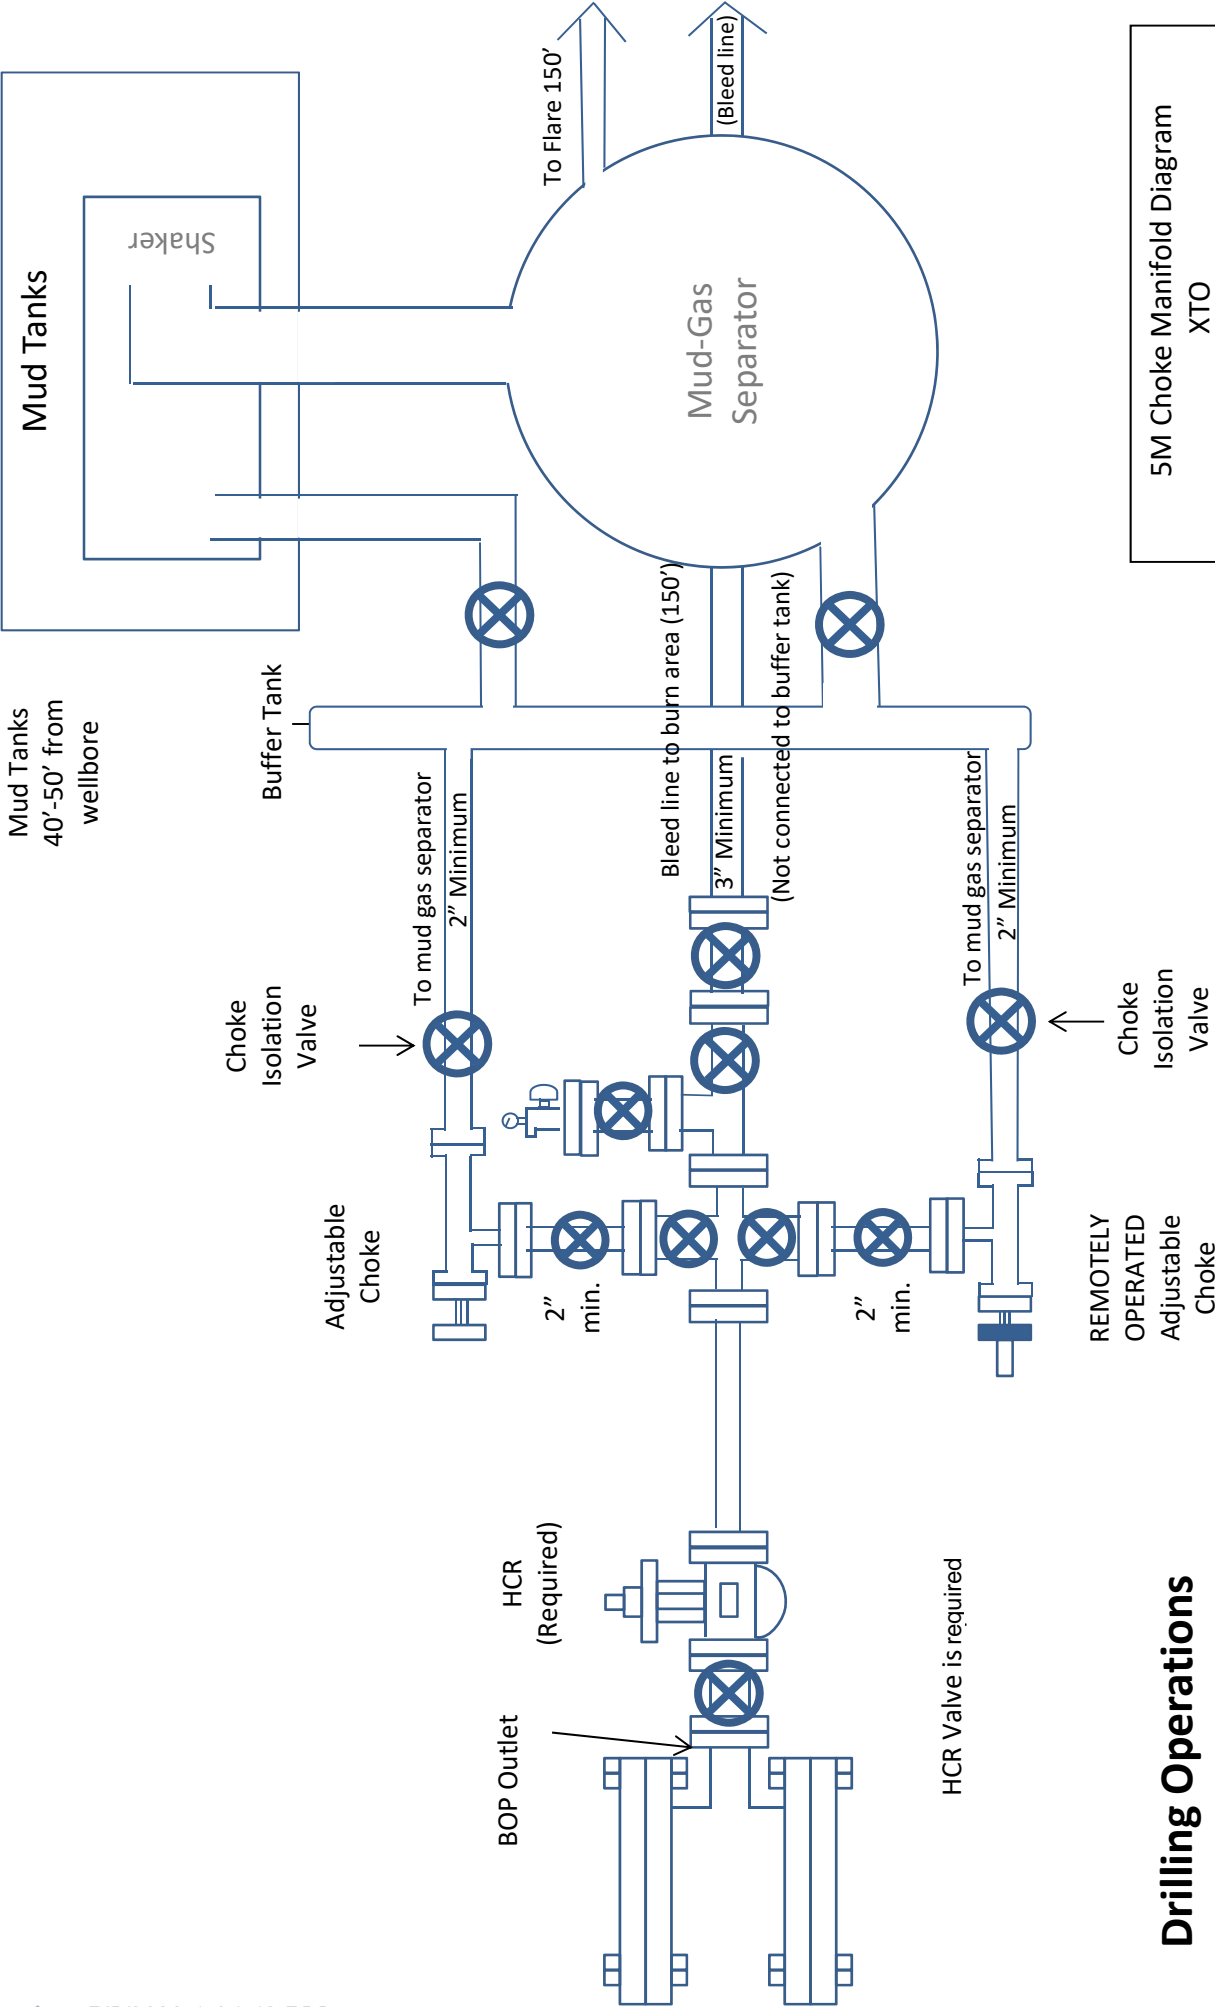 Mud Tanks
40'-50' from
wellbore
Mud Tanks
Shaker
Buffer Tank
Choke
Isolation
Valve
Adjustable
Choke
To mud gas separator
2" Minimum
To Flare 150'
(Bleed line)
Mud-Gas
Separator
BOP Outlet
HCR
(Required)
2"
min.
Bleed line to burn area (150')
3" Minimum
(Not connected to buffer tank)
2"
min.
HCR Valve is required
To mud gas separator
2" Minimum
REMOTELY
OPERATED
Adjustable
Choke
Choke
Isolation
Valve
Drilling Operations
5M Choke Manifold Diagram
XTO